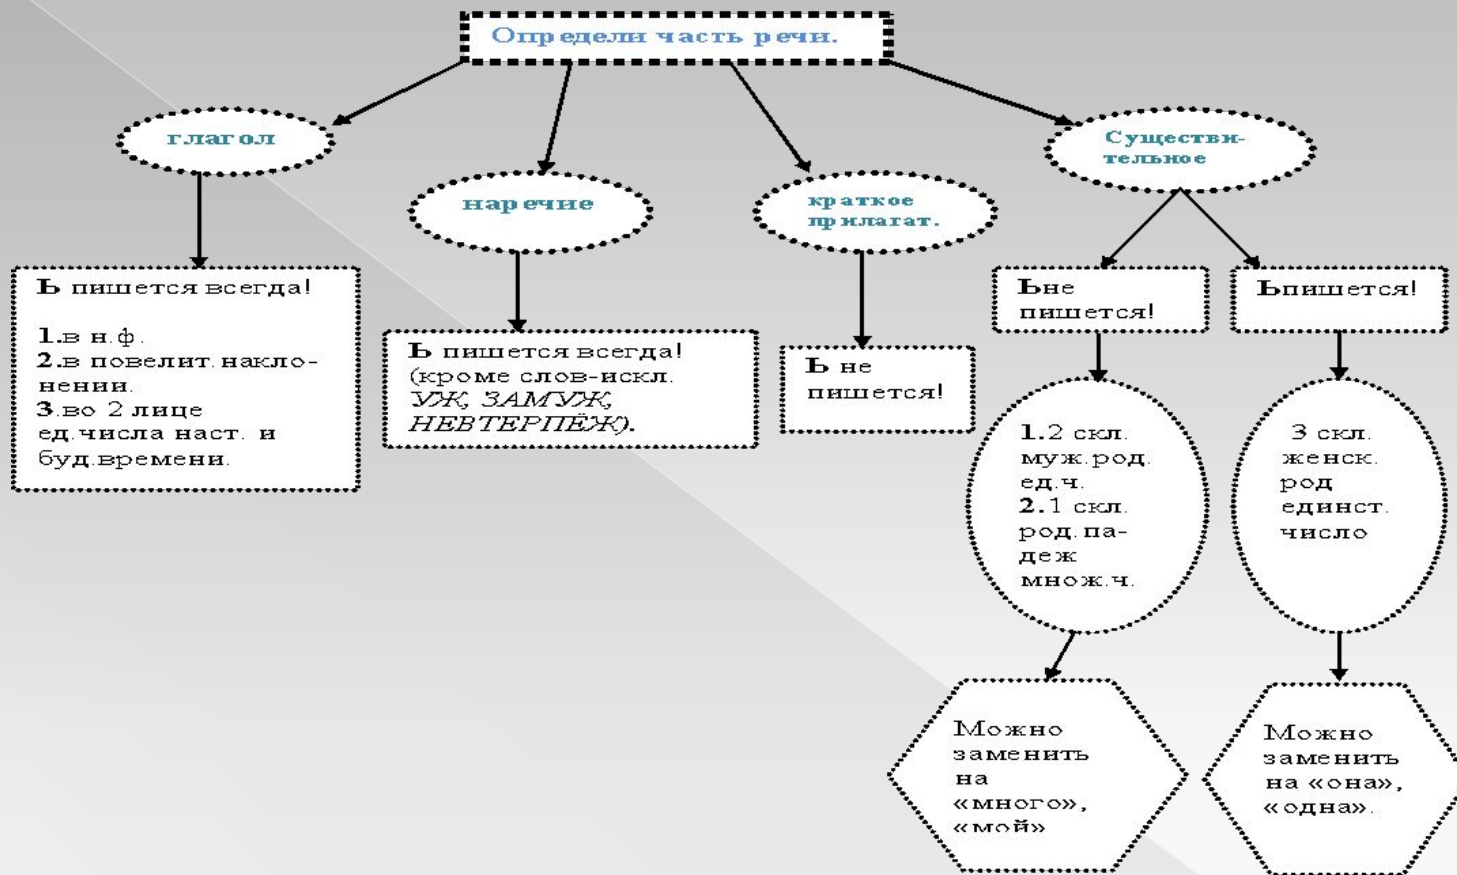 Определи часть речи.
глагол
наречие
краткое
прилагат.
Существи-
тельное
Ь пишется всегда!
1.в н.ф.
2.в повелит.накло-
нении.
3.во 2 лице
ед.числа наст. и
буд.времени.
Ь пишется всегда!
(кроме слов-искл.
УЖ, ЗАМУЖ,
НЕВТЕРПЁЖ).
Ь не
пишется!
Ьне
пишется!
Ьпишется!
1.2 скл.
муж.род.
ед.ч.
2.1 скл.
род.па-
деж
множ.ч.
3 скл.
женск.
род
единст.
число
Можно
заменить
на
«много»,
«мой»
Можно
заменить
на «она»,
«одна».